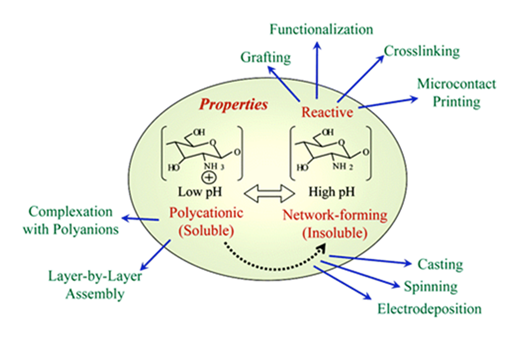 Functionalization
Grafting
Crosslinking
Microcontact
Printing
Properties
Reactive
OH
O
O
HO
NH 3
+
OH
O
O
HO
NH 2
Low pH
High pH
Polycationic
(Soluble)
Network-forming
(Insoluble)
Complexation
with Polyanions
Layer-by-Layer
Assembly
Casting
Spinning
Electrodeposition